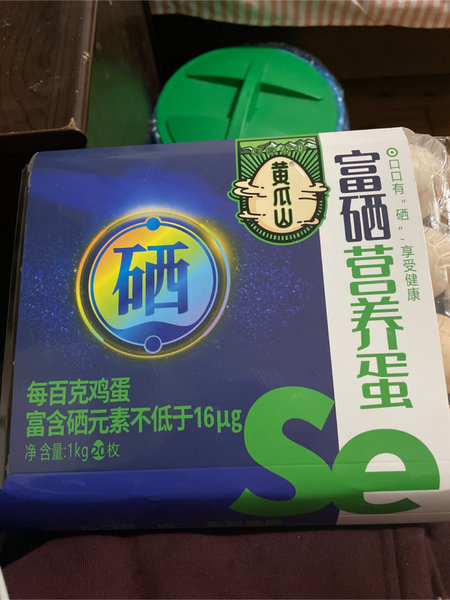 黄瓜山
富硒营养蛋
口口有“硒”、享受健康
硒
每百克鸡蛋
富含硒元素不低于16μg
净含量:1kg 20枚
Se